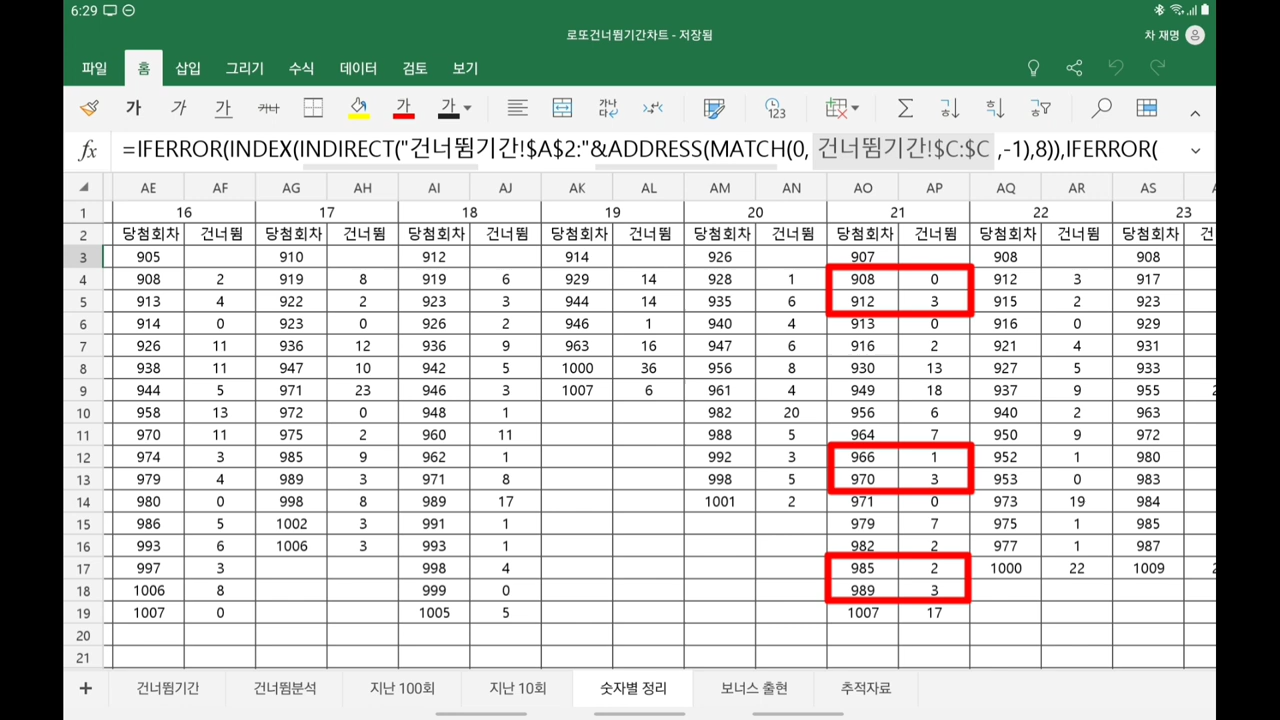 6:29
로또건너뜀기간차트 - 저장됨
차 재명
파일 홈 삽입 그리기 수식 데이터 검토 보기
가 가 가 가나 가 가 가나다 123
fx =IFERROR(INDEX(INDIRECT("건너뜀기간!$A$2:"&ADDRESS(MATCH(0, 건너뜀기간!$C:$C ,-1),8)),IFERROR(
AE AF AG AH AI AJ AK AL AM AN AO AP AQ AR AS
1 16 17 18 19 20 21 22 23
2 당첨회차 건너뜀 당첨회차 건너뜀 당첨회차 건너뜀 당첨회차 건너뜀 당첨회차 건너뜀 당첨회차 건너뜀 당첨회차 건너뜀 당첨회차 건
3 905 910 912 914 926 907 908 908
4 908 2 919 8 919 6 929 14 928 1 908 0 912 3 917
5 913 4 922 2 923 3 944 14 935 6 912 3 915 2 923
6 914 0 923 0 926 2 946 1 940 4 913 0 916 0 929
7 926 11 936 12 936 9 963 16 947 6 916 2 921 4 931
8 938 11 947 10 942 5 1000 36 956 8 930 13 927 5 933
9 944 5 971 23 946 3 1007 6 961 4 949 18 937 9 955
10 958 13 972 0 948 1 982 20 956 6 940 2 963
11 970 11 975 2 960 11 988 5 964 7 950 9 972
12 974 3 985 9 962 1 992 3 966 1 952 1 980
13 979 4 989 3 971 8 998 5 970 3 953 0 983
14 980 0 998 8 989 17 1001 2 971 0 973 19 984
15 986 5 1002 3 991 1 979 7 975 1 985
16 993 6 1006 3 993 1 982 2 977 1 987
17 997 3 998 4 985 2 1000 22 1009
18 1006 8 999 0 989 3
19 1007 0 1005 5 1007 17
20
21
+ 건너뜀기간 건너뜀분석 지난 100회 지난 10회 숫자별 정리 보너스 출현 추적자료